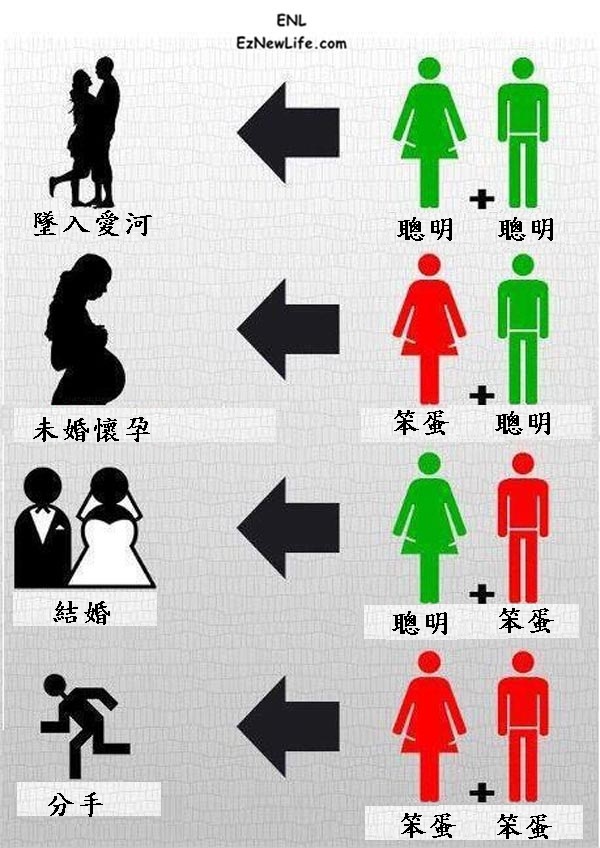 ENL
EzNewLife.com
墜入愛河
聰明 + 聰明
未婚懷孕
笨蛋 + 聰明
結婚
聰明 + 笨蛋
分手
笨蛋 + 笨蛋